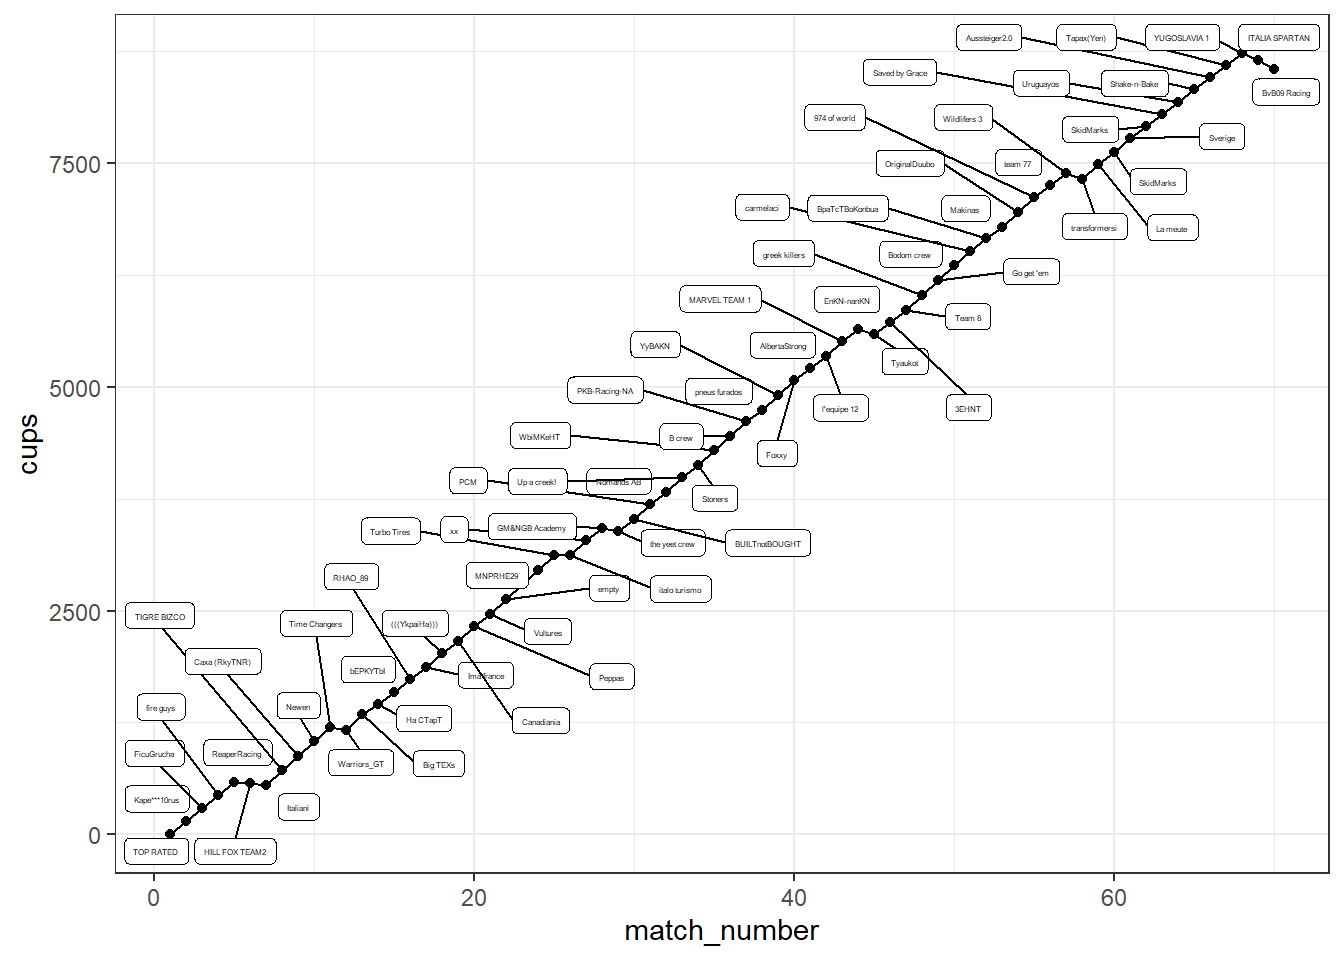 Aussteiger2.0
Tapax(Yen)
YUGOSLAVIA 1
ITALIA SPARTAN
Saved by Grace
Uruguayos
Shake-n-Bake
BvB09 Racing
974 of world
Wildlifers 3
SkidMarks
Sverige
7500
OriginalDuubo
team 77
SkidMarks
carmelaci
BpaTcTBoKonbua
Makinas
transformersi
La meute
greek killers
Bodom crew
Go get 'em
MARVEL TEAM 1
EnKN-nanKN
Team 8
YyBAKN
AlbertaStrong
Tyaukot
5000
PKB-Racing-NA
pneus furados
l'equipe 12
3EHNT
WbiMKeHT
B crew
Foxxy
cups
PCM
Up a creek!
Nomands AB
Stoners
Turbo Tires
xx
GM&NGB Academy
the yeet crew
BUILTnotBOUGHT
RHAO_89
MNPRHE29
empty
italo turismo
2500
TIGRE BIZCO
Time Changers
(((YkpaiHa)))
Vultures
Caxa (RkyTNR)
bEPKYTbI
Peppas
fire guys
Newen
Ha CTapT
Canadiania
FicuGrucha
ReaperRacing
Warriors_GT
Big TEXs
Kape***10rus
Italiani
0
TOP RATED
HILL FOX TEAM2
0
20
40
60
match_number